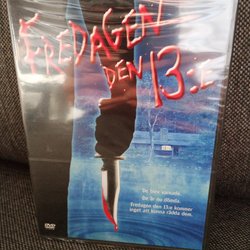 FREDAGEN
DEN 13:E
De blev varnade.
De är nu dömda.
Fredagen den 13:e kommer
inget att kunna rädda dem.
DVD